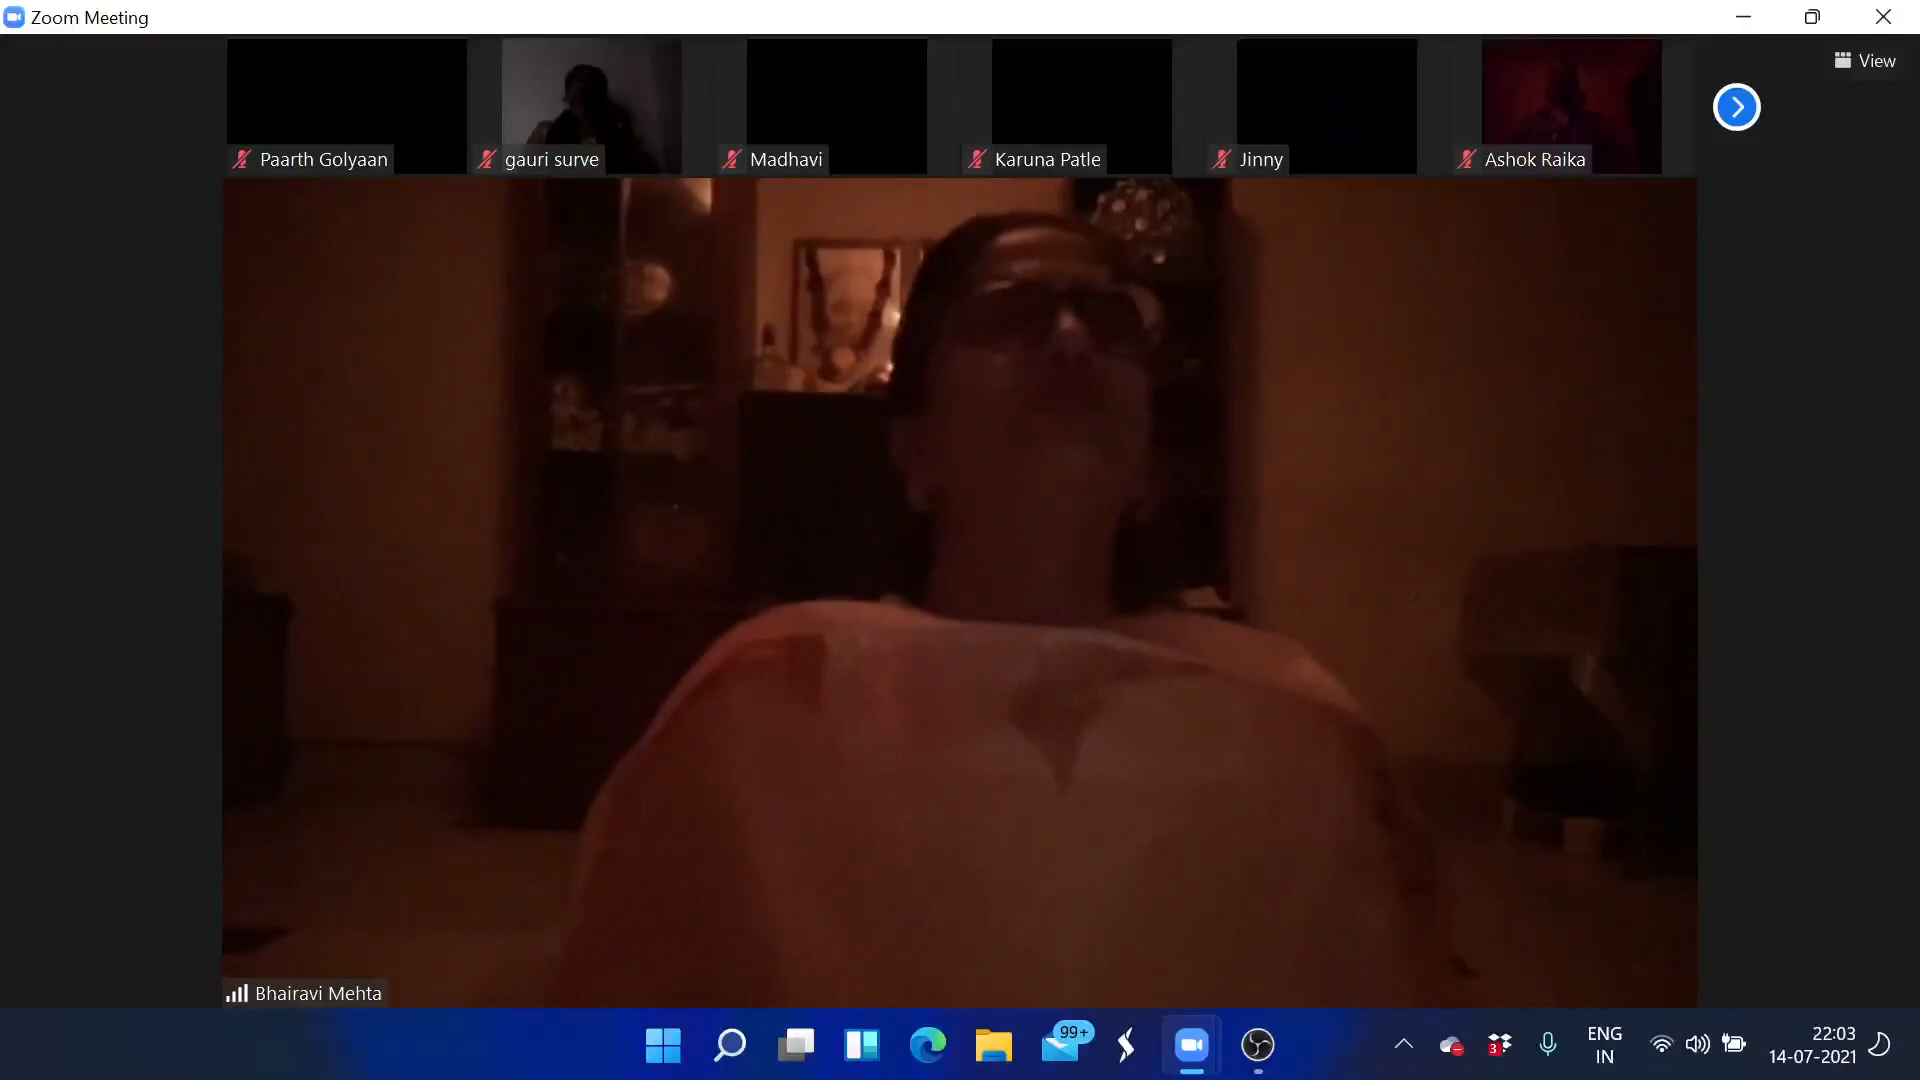 Zoom Meeting
View
Paarth Golyaan
gauri surve
Madhavi
Karuna Patle
Jinny
Ashok Raika
Bhairavi Mehta
99+
3
ENG
IN
22:03
14-07-2021